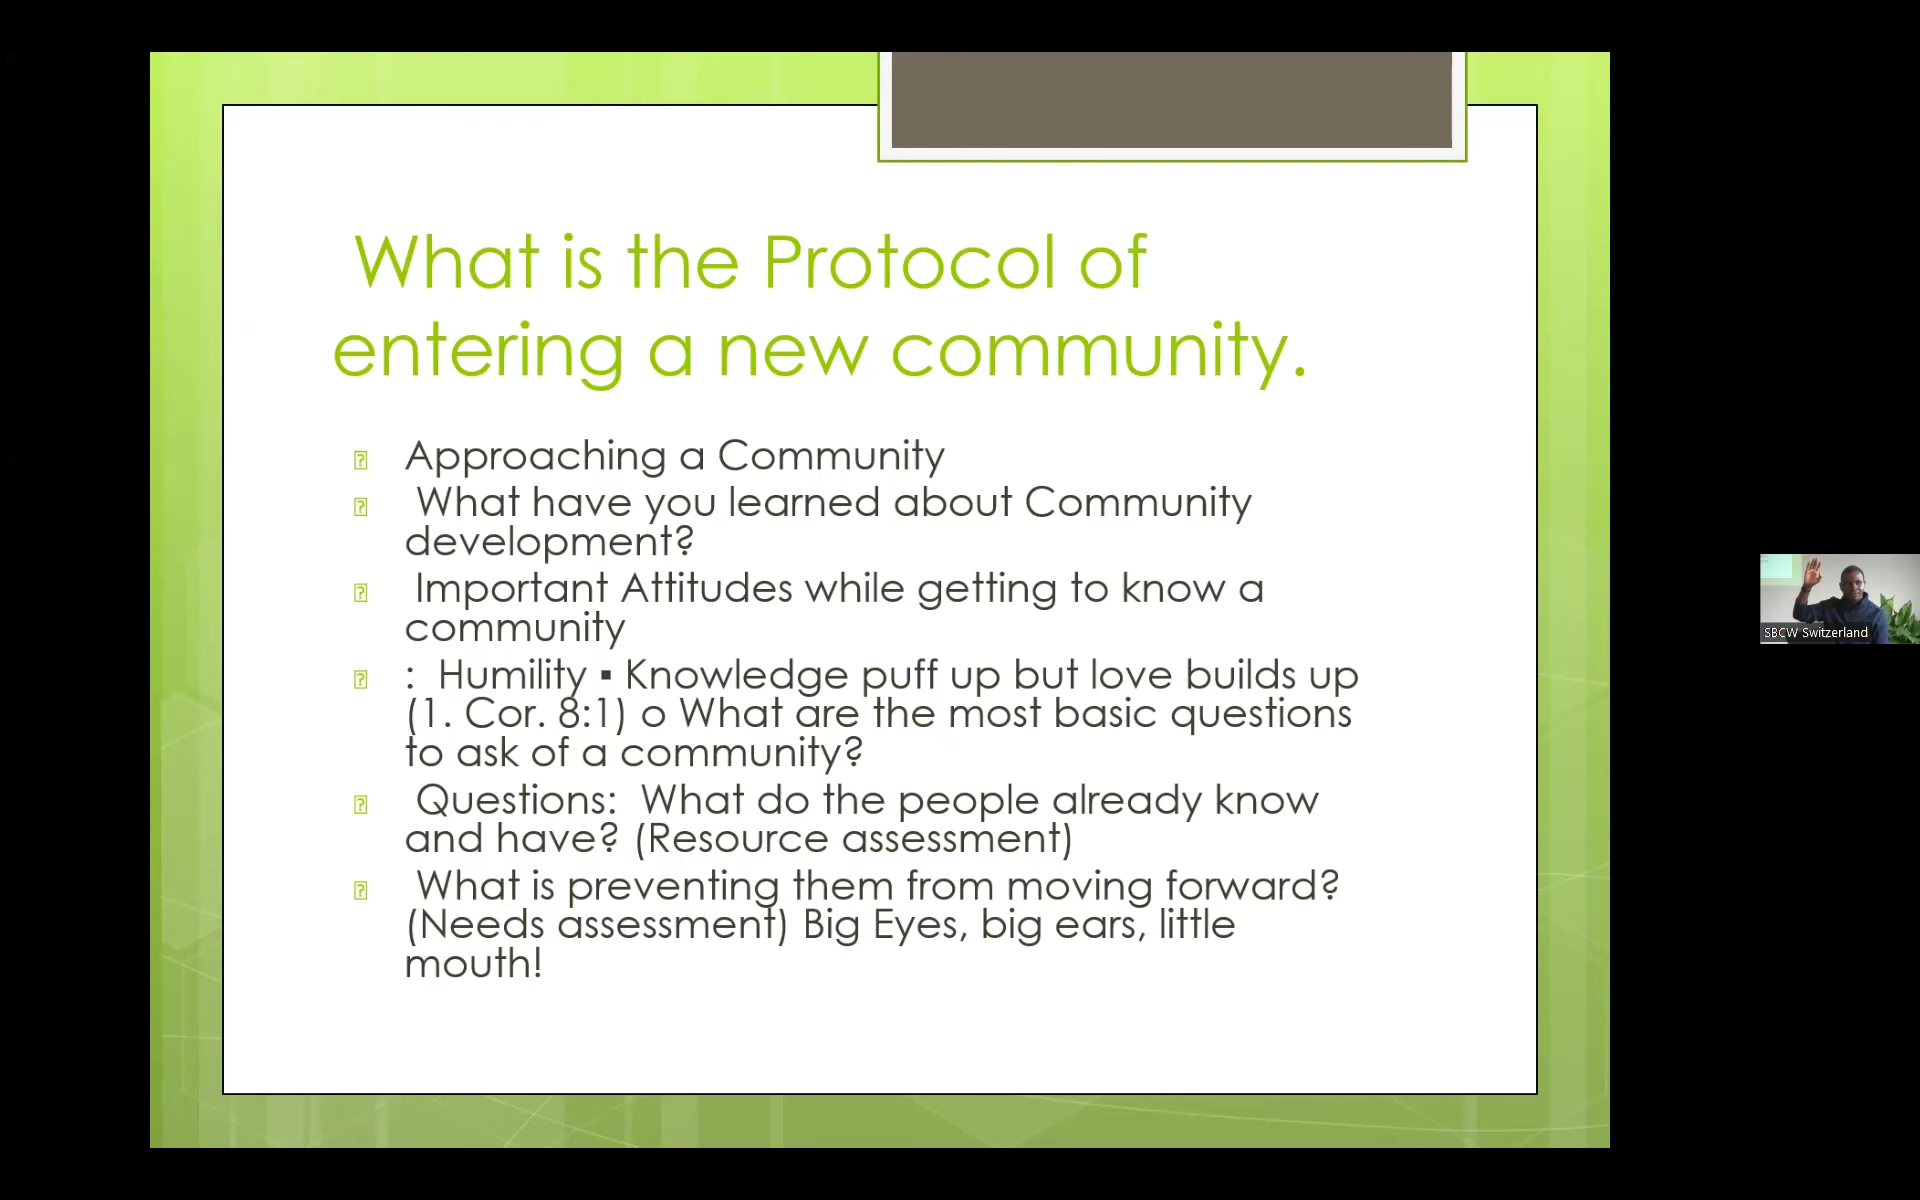 What is the Protocol of
entering a new community.
Approaching a Community
What have you learned about Community
development?
Important Attitudes while getting to know a
community
: Humility ▪ Knowledge puff up but love builds up
(1. Cor. 8:1) o What are the most basic questions
to ask of a community?
Questions: What do the people already know
and have? (Resource assessment)
What is preventing them from moving forward?
(Needs assessment) Big Eyes, big ears, little
mouth!
SBCW Switzerland